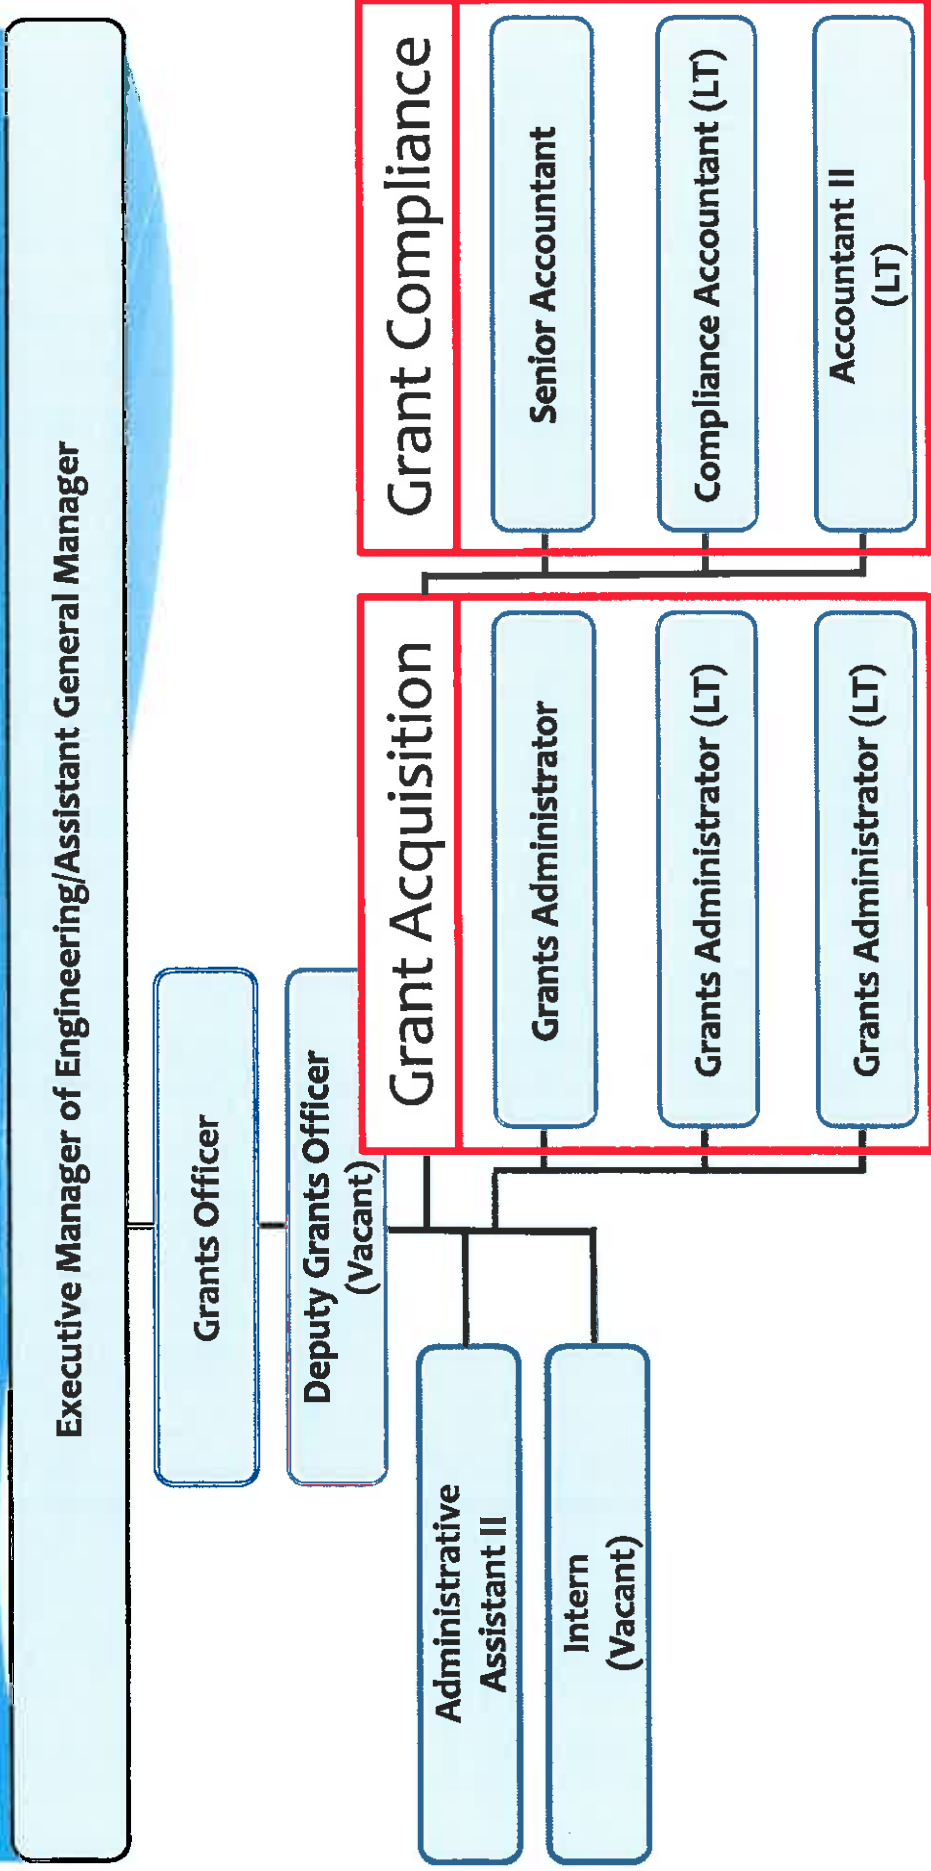 Executive Manager of Engineering/Assistant General Manager
Grants Officer
Deputy Grants Officer
(Vacant)
Administrative
Assistant II
Intern
(Vacant)
Grant Acquisition
Grants Administrator
Grants Administrator (LT)
Grants Administrator (LT)
Grant Compliance
Senior Accountant
Compliance Accountant (LT)
Accountant II
(LT)